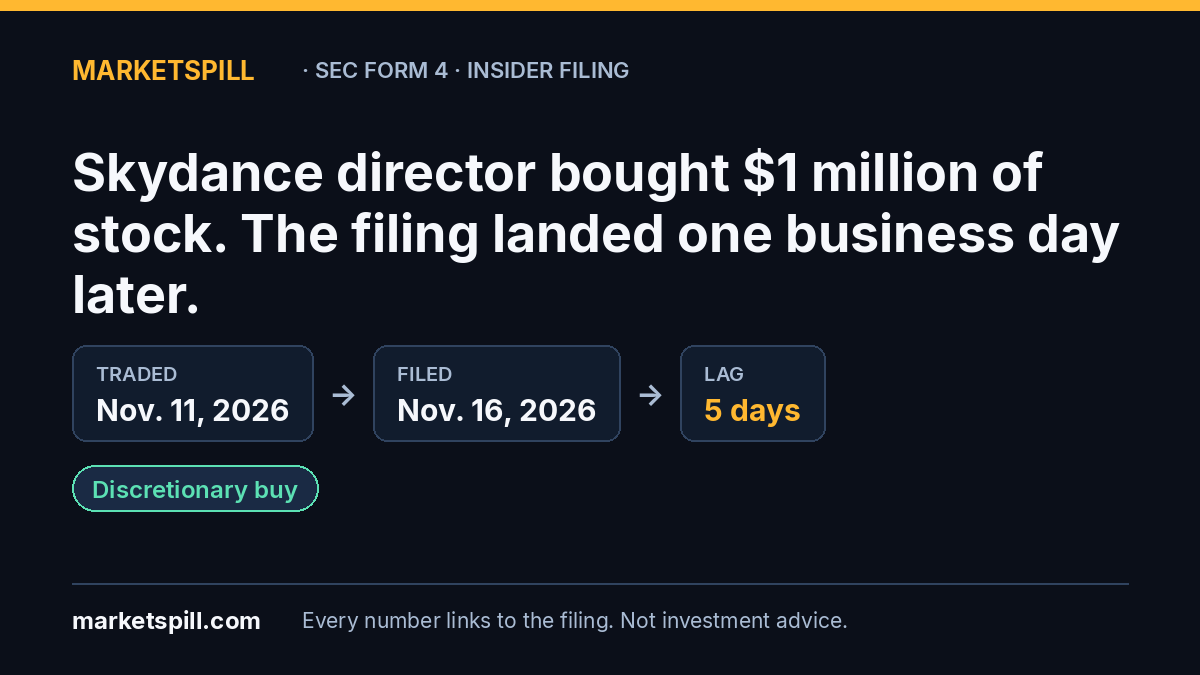 MARKETSPILL · SEC FORM 4 · INSIDER FILING
Skydance director bought $1 million of
stock. The filing landed one business day
later.
TRADED
Nov. 11, 2026
→
FILED
Nov. 16, 2026
→
LAG
5 days
Discretionary buy
marketspill.com Every number links to the filing. Not investment advice.